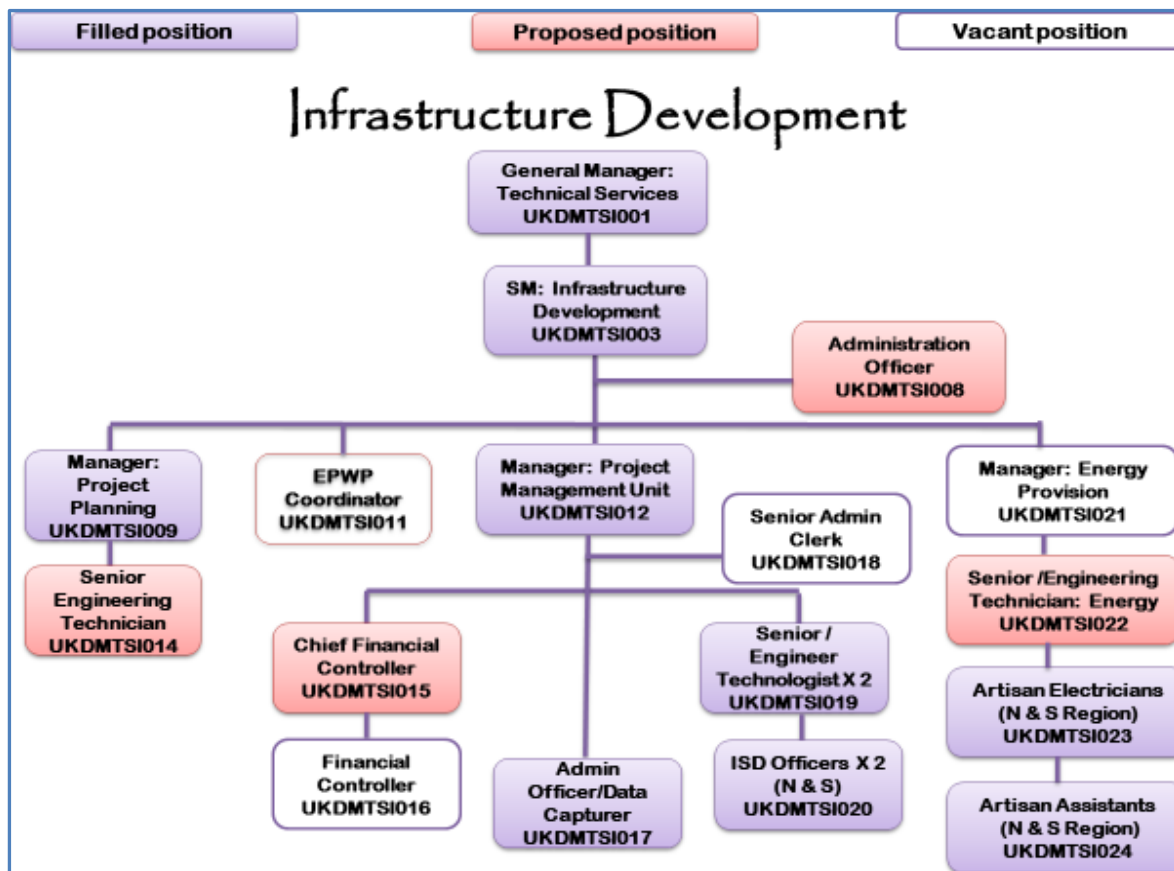 Filled position
Proposed position
Vacant position
Infrastructure Development
General Manager:
Technical Services
UKDMTSI001
SM: Infrastructure
Development
UKDMTSI003
Administration
Officer
UKDMTSI008
Manager:
Project
Planning
UKDMTSI009
EPWP
Coordinator
UKDMTSI011
Manager: Project
Management Unit
UKDMTSI012
Manager: Energy
Provision
UKDMTSI021
Senior Admin
Clerk
UKDMTSI018
Senior
Engineering
Technician
UKDMTSI014
Senior /Engineering
Technician: Energy
UKDMTSI022
Chief Financial
Controller
UKDMTSI015
Senior /
Engineer
Technologist X 2
UKDMTSI019
Artisan Electricians
(N & S Region)
UKDMTSI023
Financial
Controller
UKDMTSI016
Admin
Officer/Data
Capturer
UKDMTSI017
ISD Officers X 2
(N & S)
UKDMTSI020
Artisan Assistants
(N & S Region)
UKDMTSI024